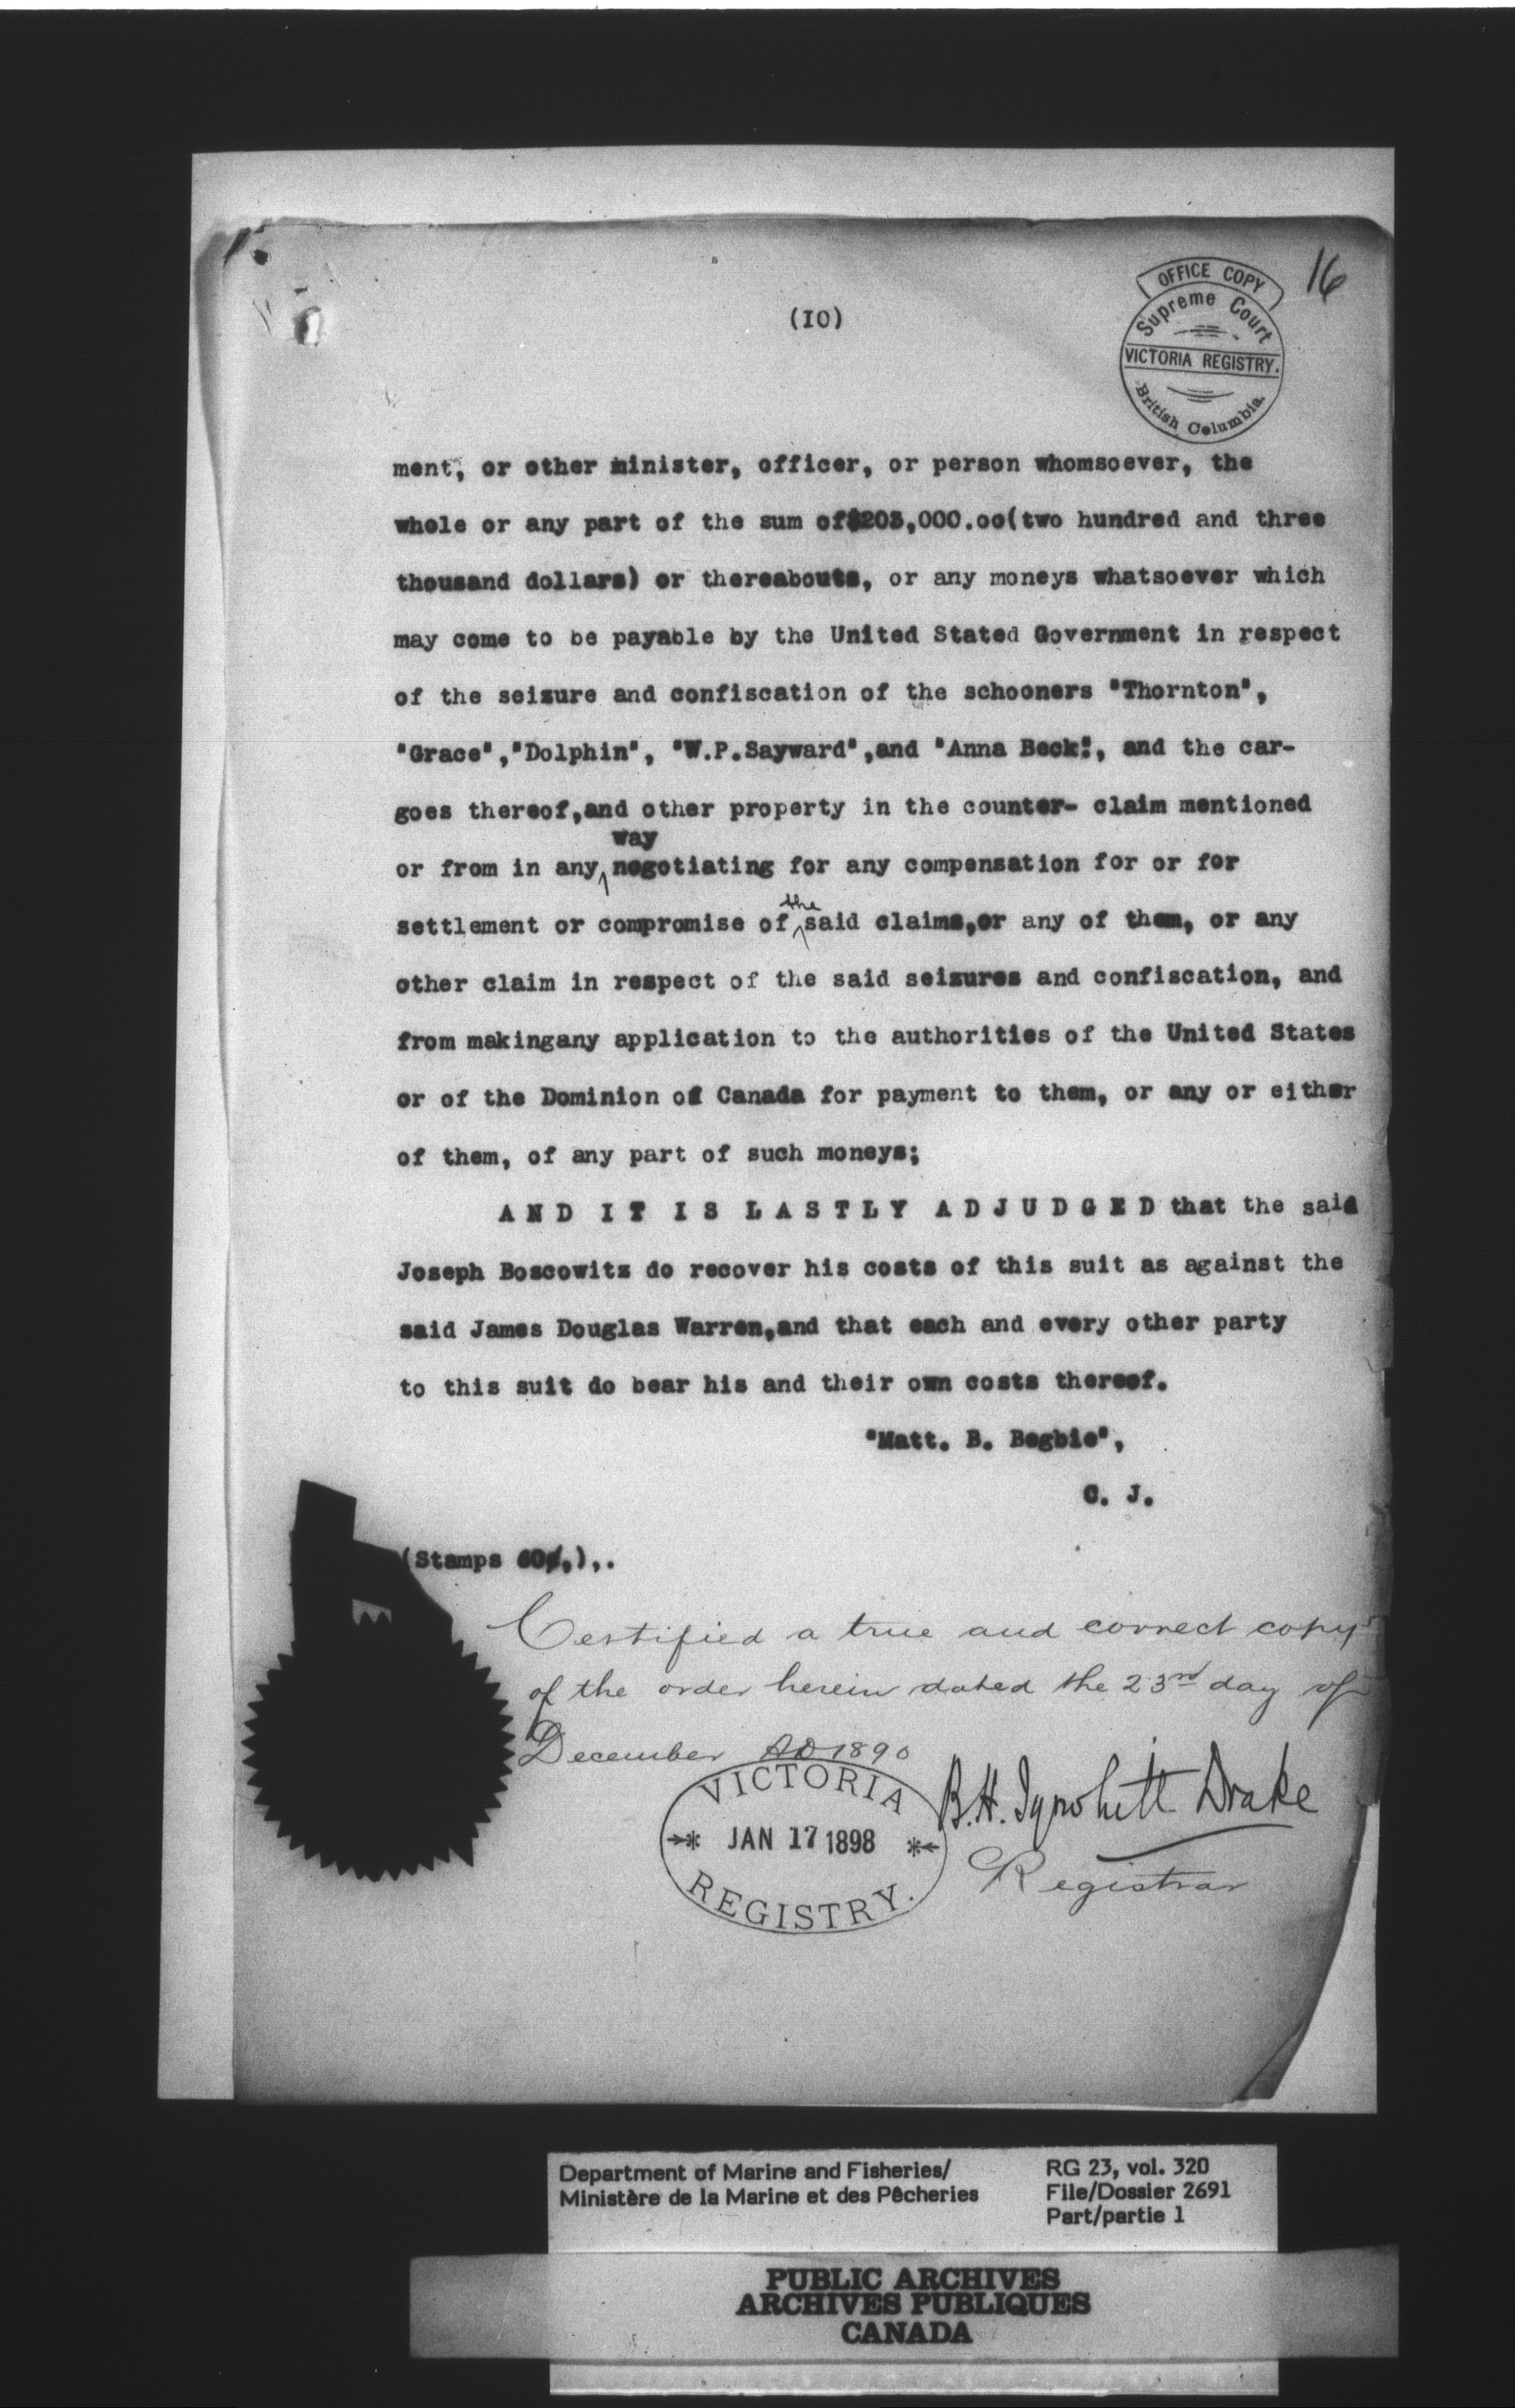 16
OFFICE COPY
Supreme Court
VICTORIA REGISTRY.
British Columbia.
(I0)
ment, or other minister, officer, or person whomsoever, the
whole or any part of the sum of$203,000.oo(two hundred and three
thousand dollars) or thereabouts, or any moneys whatsoever which
may come to be payable by the United Stated Government in respect
of the seizure and confiscation of the schooners "Thornton",
"Grace","Dolphin", "W.P.Sayward",and "Anna Beck", and the car-
goes thereof,and other property in the counter- claim mentioned
way
or from in any negotiating for any compensation for or for
the
settlement or compromise of said claims,or any of them, or any
other claim in respect of the said seizures and confiscation, and
from makingany application to the authorities of the United States
or of the Dominion of Canada for payment to them, or any or either
of them, of any part of such moneys;
A N D I T I S L A S T L Y A D J U D G E D that the said
Joseph Boscowitz do recover his costs of this suit as against the
said James Douglas Warren,and that each and every other party
to this suit do bear his and their own costs thereof.
"Matt. B. Begbie",
C. J.
(Stamps 60¢,),.
Certified a true and correct copy
of the order herein dated the 23rd day of
December AD 1890
B.H. Tyrwhitt Drake
Registrar
VICTORIA
JAN 17 1898
REGISTRY.
Department of Marine and Fisheries/
Ministère de la Marine et des Pêcheries
RG 23, vol. 320
File/Dossier 2691
Part/partie 1
PUBLIC ARCHIVES
ARCHIVES PUBLIQUES
CANADA